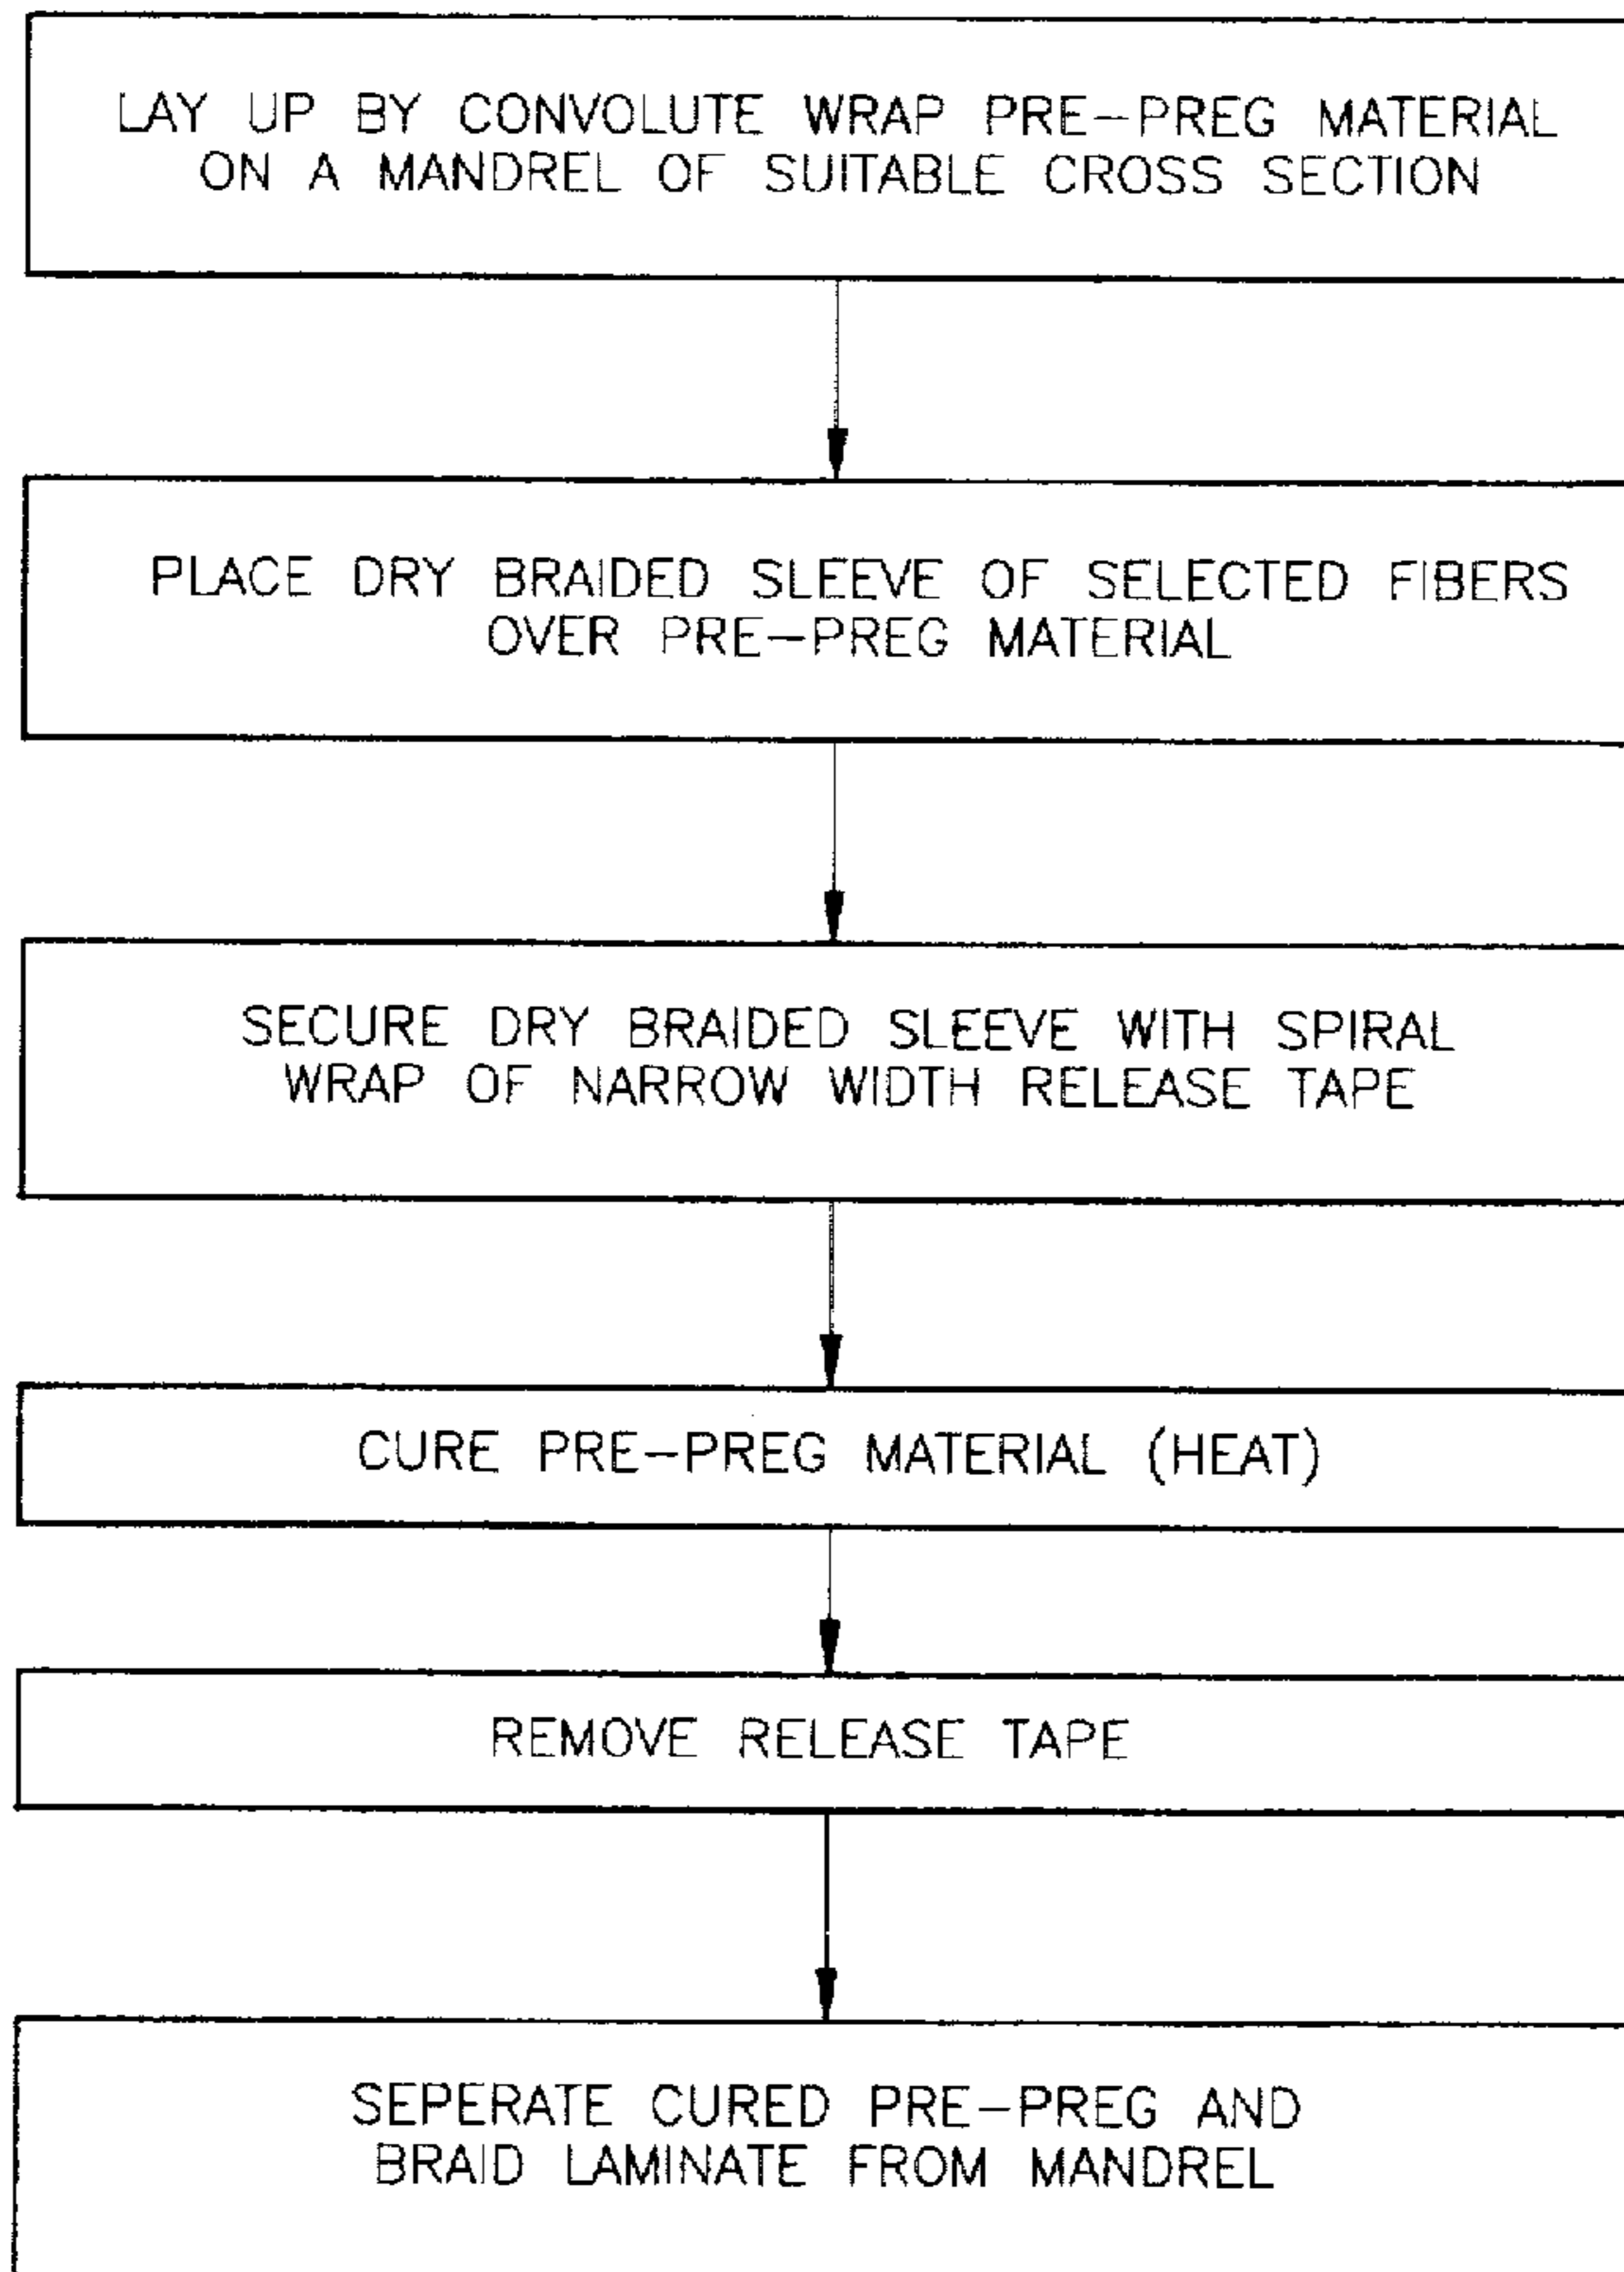 LAY UP BY CONVOLUTE WRAP PRE-PREG MATERIAL
ON A MANDREL OF SUITABLE CROSS SECTION
PLACE DRY BRAIDED SLEEVE OF SELECTED FIBERS
OVER PRE-PREG MATERIAL
SECURE DRY BRAIDED SLEEVE WITH SPIRAL
WRAP OF NARROW WIDTH RELEASE TAPE
CURE PRE-PREG MATERIAL (HEAT)
REMOVE RELEASE TAPE
SEPERATE CURED PRE-PREG AND
BRAID LAMINATE FROM MANDREL